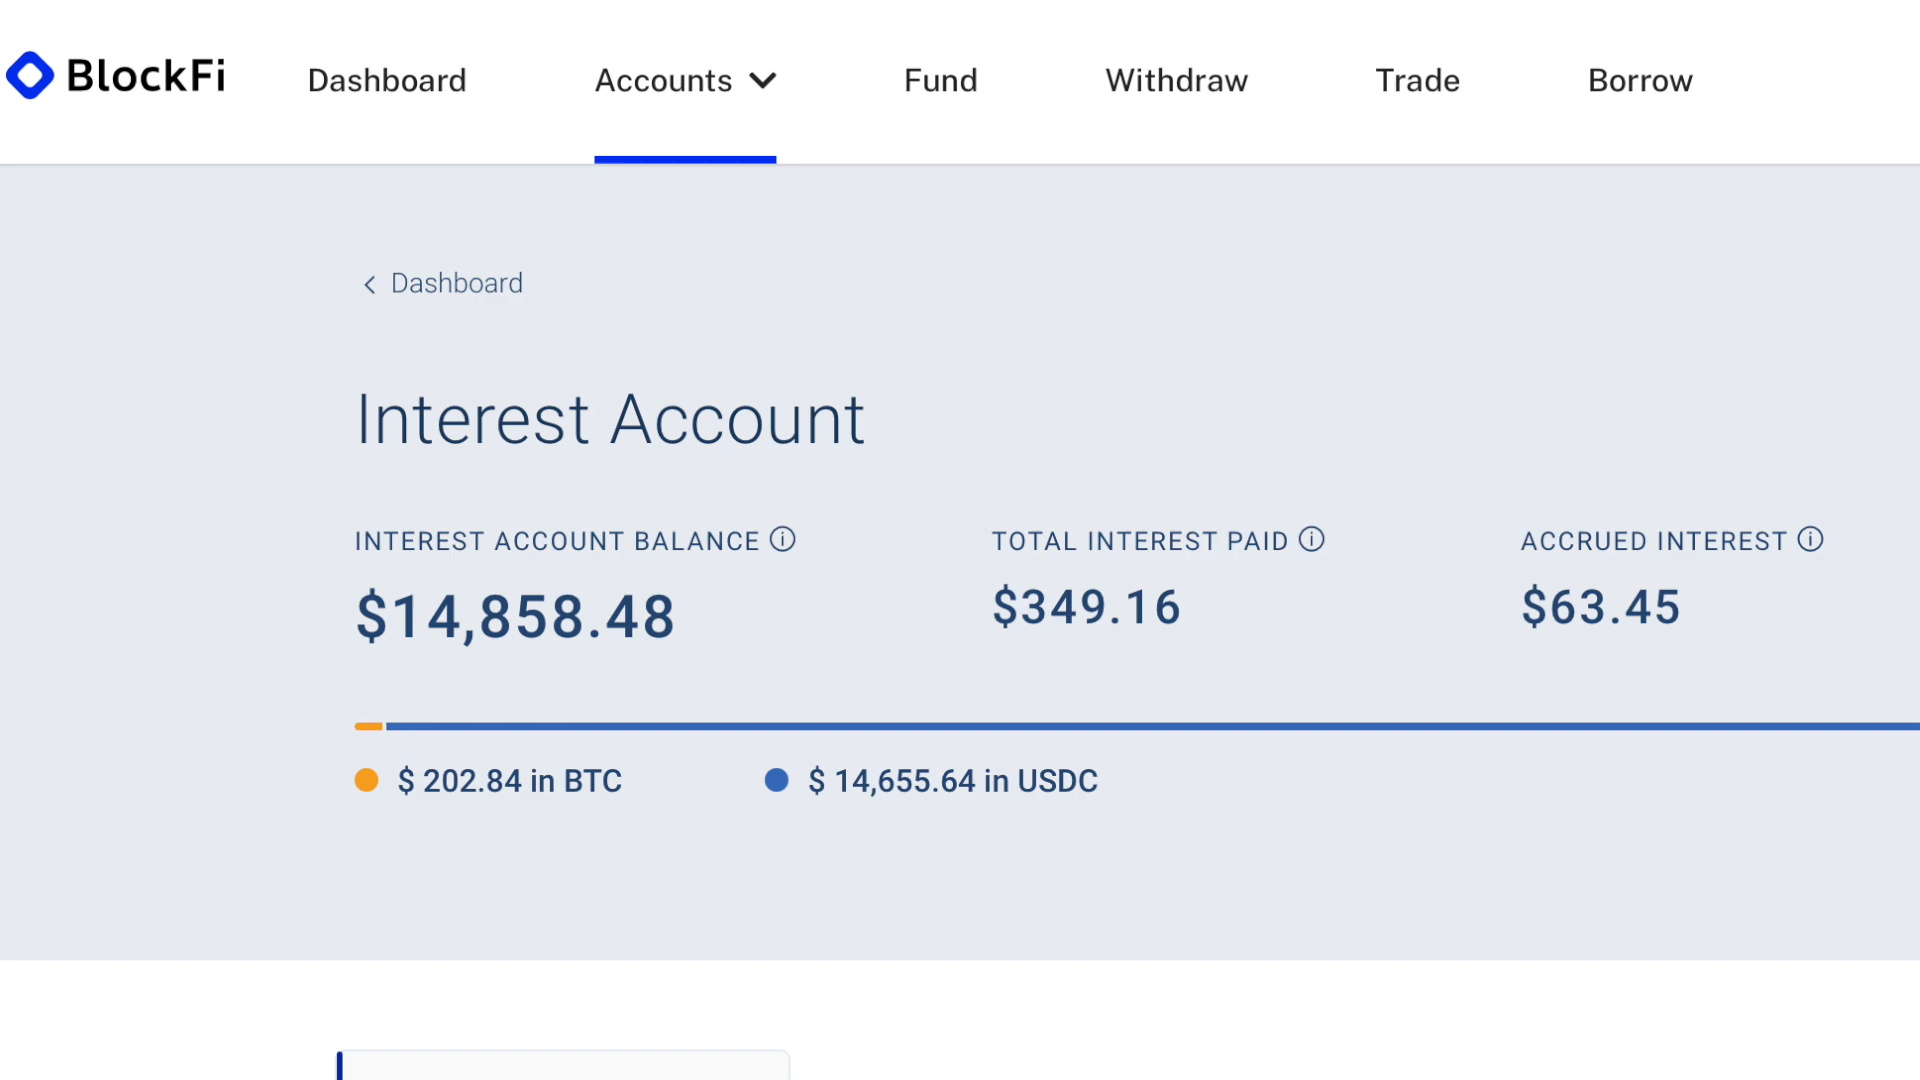 BlockFi Dashboard Accounts Fund Withdraw Trade Borrow
Dashboard
Interest Account
INTEREST ACCOUNT BALANCE TOTAL INTEREST PAID ACCRUED INTEREST
$14,858.48 $349.16 $63.45
$ 202.84 in BTC $ 14,655.64 in USDC